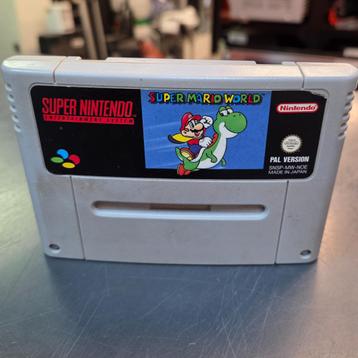 SUPER NINTENDO
ENTERTAINMENT SYSTEM
SUPER MARIO WORLD
Nintendo
PAL VERSION
SNSP-MW-NOE
MADE IN JAPAN